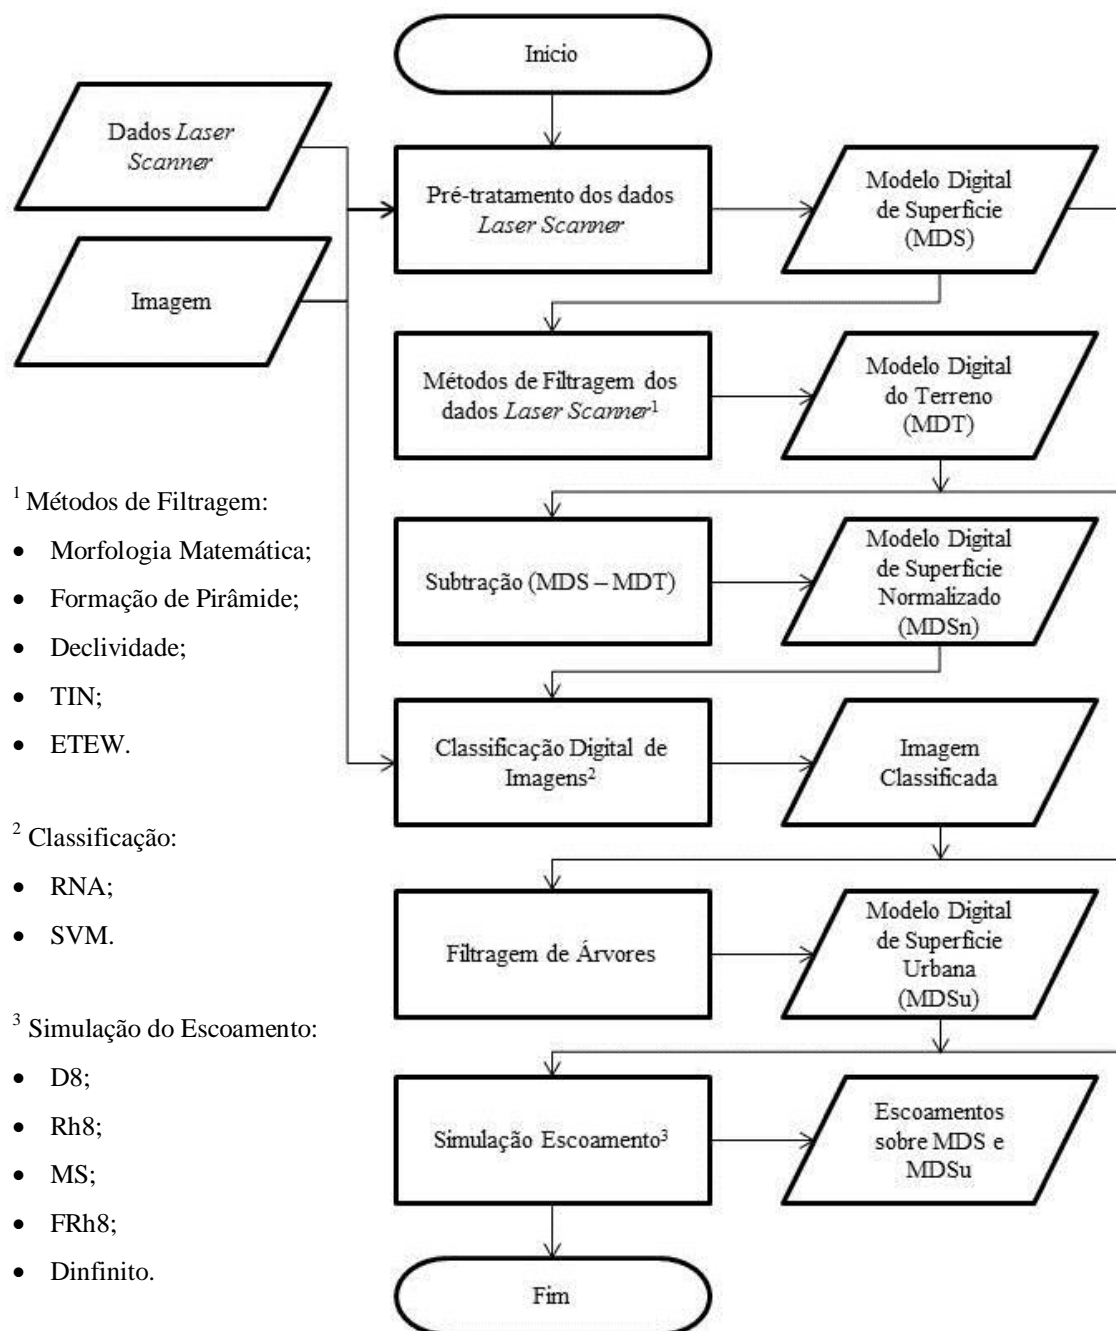 Inicio
Dados Laser
Scanner
Pré-tratamento dos dados
Laser Scanner
Modelo Digital
de Superfície
(MDS)
Imagem
Métodos de Filtragem dos
dados Laser Scanner¹
Modelo Digital
do Terreno
(MDT)
¹ Métodos de Filtragem:
• Morfologia Matemática;
• Formação de Pirâmide;
• Declividade;
• TIN;
• ETEW.
Subtração (MDS – MDT)
Modelo Digital
de Superfície
Normalizado
(MDSn)
Classificação Digital de
Imagens²
Imagem
Classificada
² Classificação:
• RNA;
• SVM.
Filtragem de Árvores
Modelo Digital
de Superfície
Urbana
(MDSu)
³ Simulação do Escoamento:
• D8;
• Rh8;
• MS;
• FRh8;
• Dinfinito.
Simulação Escoamento³
Escoamentos
sobre MDS e
MDSu
Fim